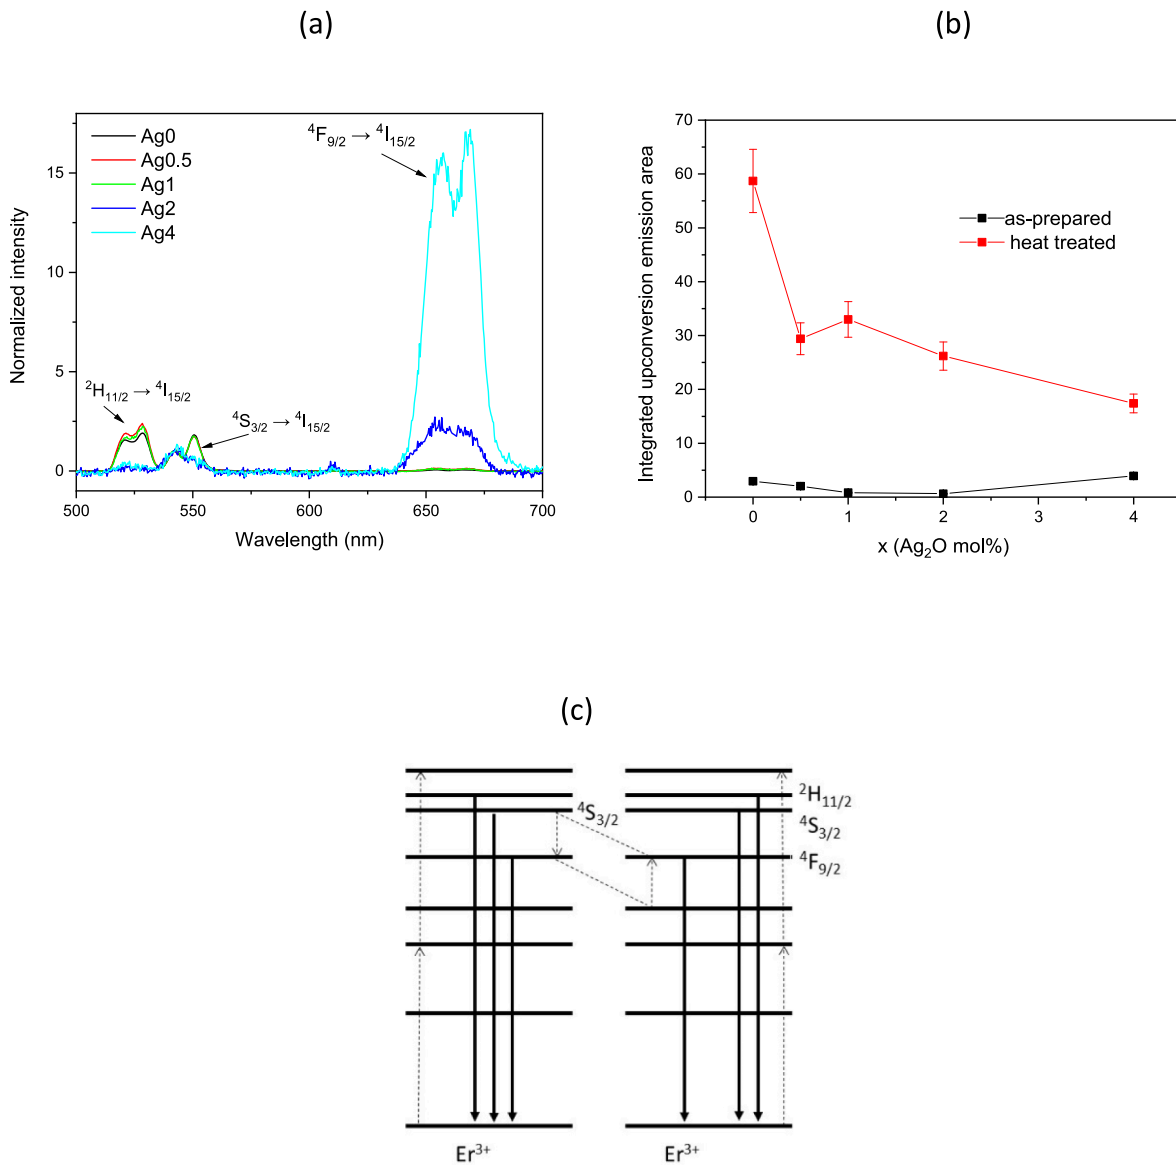 (a)
(b)
Ag0
Ag0.5
Ag1
Ag2
Ag4
⁴F₉/₂ → ⁴I₁₅/₂
²H₁₁/₂ → ⁴I₁₅/₂
⁴S₃/₂ → ⁴I₁₅/₂
Normalized intensity
15
10
5
0
500
550
600
650
700
Wavelength (nm)
Integrated upconversion emission area
70
60
50
40
30
20
10
0
as-prepared
heat treated
0
1
2
3
4
x (Ag₂O mol%)
(c)
⁴S₃/₂
²H₁₁/₂
⁴S₃/₂
⁴F₉/₂
Er³⁺
Er³⁺